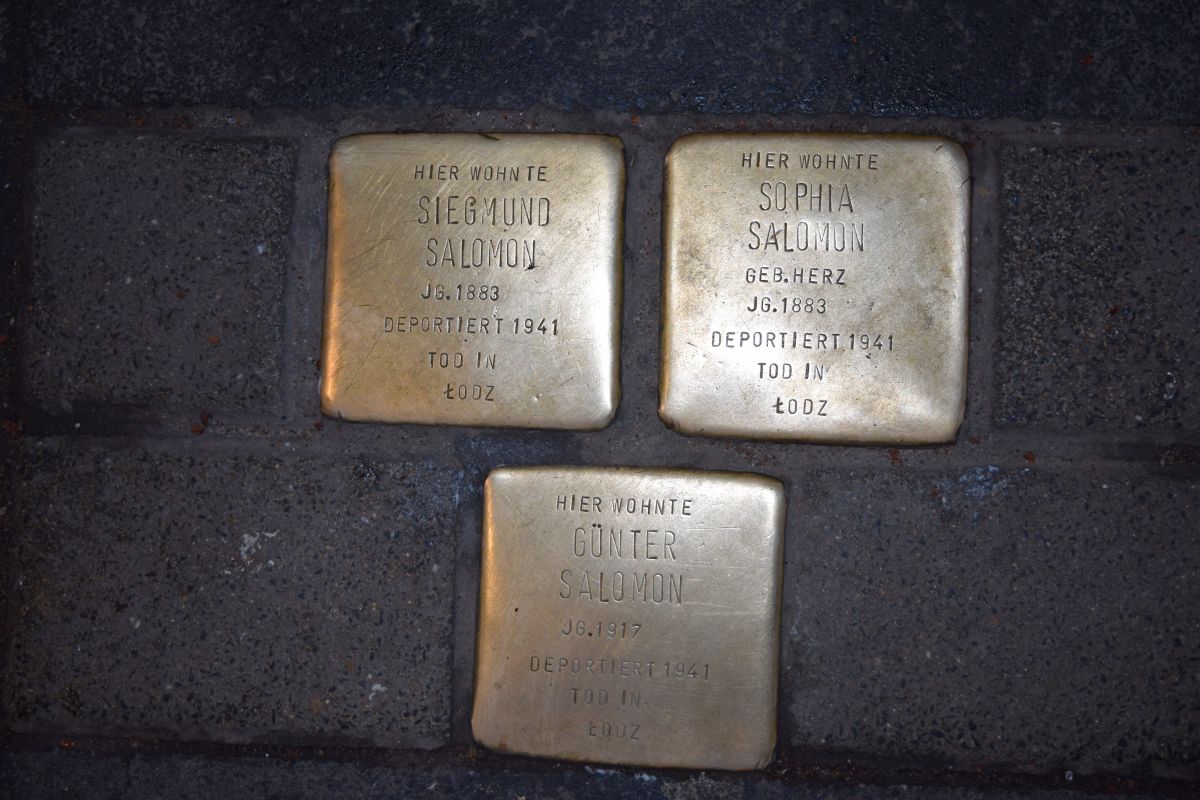 HIER WOHNTE
SIEGMUND
SALOMON
JG. 1883
DEPORTIERT 1941
TOD IN
ŁODZ
HIER WOHNTE
SOPHIA
SALOMON
GEB. HERZ
JG. 1883
DEPORTIERT 1941
TOD IN
ŁODZ
HIER WOHNTE
GÜNTER
SALOMON
JG. 1917
DEPORTIERT 1941
TOD IN
ŁODZ